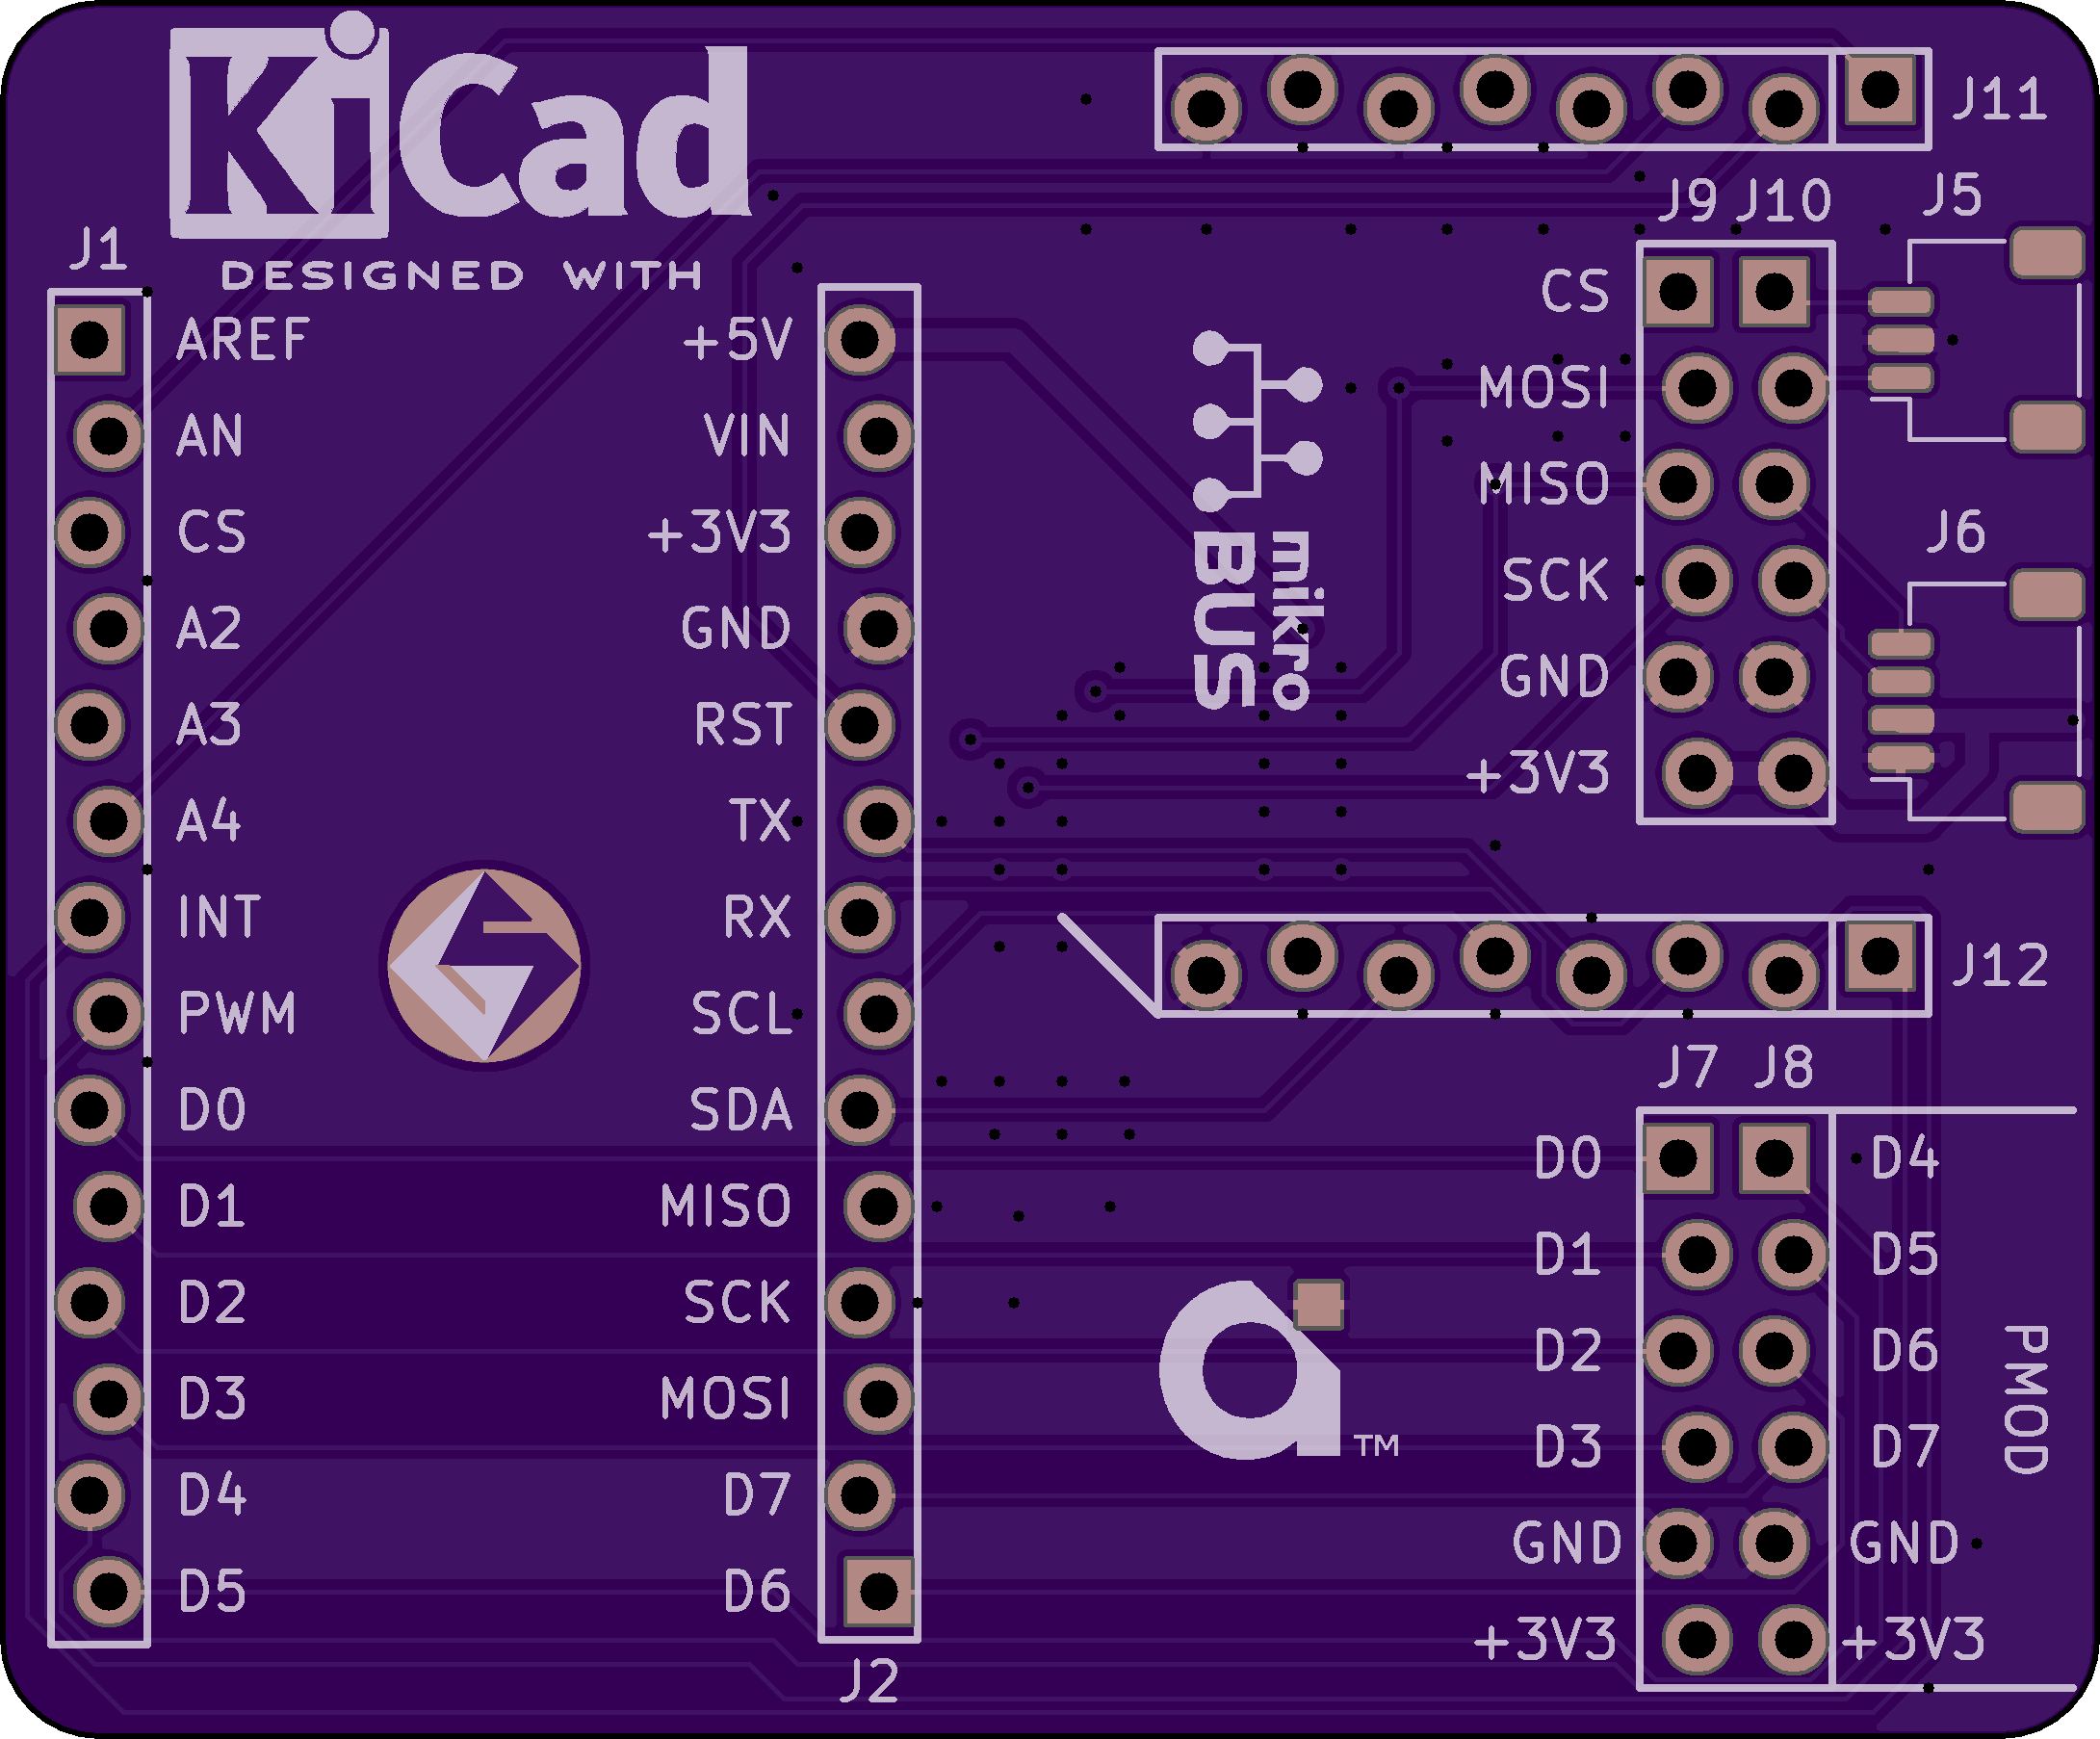 KiCad
DESIGNED WITH
J11
J9
J10
J5
J1
AREF
AN
CS
A2
A3
A4
INT
PWM
D0
D1
D2
D3
D4
D5
+5V
VIN
+3V3
GND
RST
TX
RX
SCL
SDA
MISO
SCK
MOSI
D7
D6
J2
mikro
BUS
CS
MOSI
MISO
SCK
GND
+3V3
J6
J12
J7
J8
D0
D1
D2
D3
GND
+3V3
D4
D5
D6
D7
GND
+3V3
PMOD
a
TM